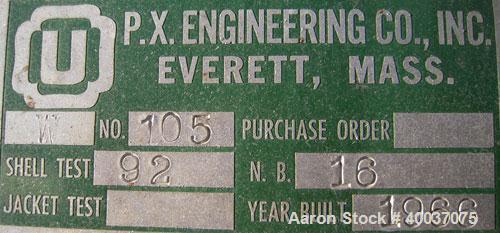 U P.X. ENGINEERING CO., INC.
EVERETT, MASS.
W NO. 105 PURCHASE ORDER
SHELL TEST 92 N. B. 16
JACKET TEST YEAR BUILT 1966
Aaron Stock # 40037075